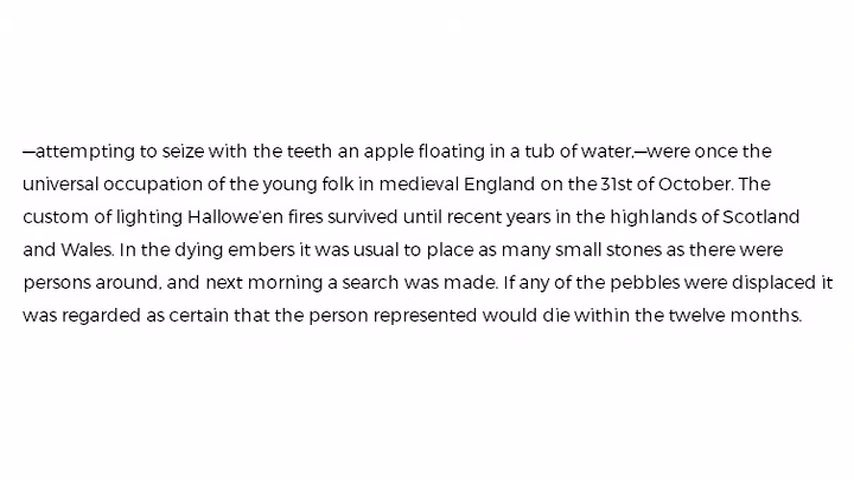 —attempting to seize with the teeth an apple floating in a tub of water,—were once the
universal occupation of the young folk in medieval England on the 31st of October. The
custom of lighting Hallowe'en fires survived until recent years in the highlands of Scotland
and Wales. In the dying embers it was usual to place as many small stones as there were
persons around, and next morning a search was made. If any of the pebbles were displaced it
was regarded as certain that the person represented would die within the twelve months.